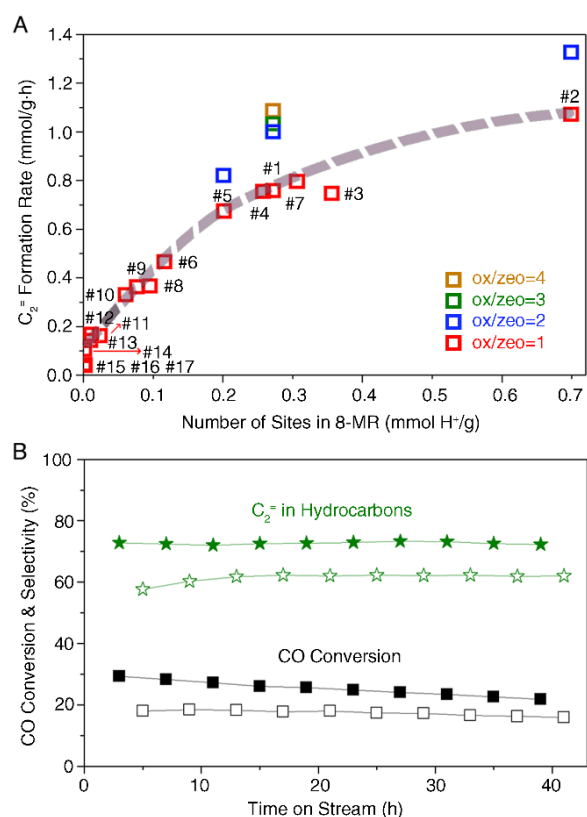 A
C₂⁼ Formation Rate (mmol/g·h)
1.4
1.2
1.0
0.8
0.6
0.4
0.2
0.0
#2
#1
#5
#3
#4
#7
#9
#6
#10
#8
#12
#11
#13
#14
#15 #16 #17
ox/zeo=4
ox/zeo=3
ox/zeo=2
ox/zeo=1
0.0 0.1 0.2 0.3 0.4 0.5 0.6 0.7
Number of Sites in 8-MR (mmol H⁺/g)
B
CO Conversion & Selectivity (%)
100
80
60
40
20
0
C₂⁼ in Hydrocarbons
CO Conversion
0 10 20 30 40
Time on Stream (h)